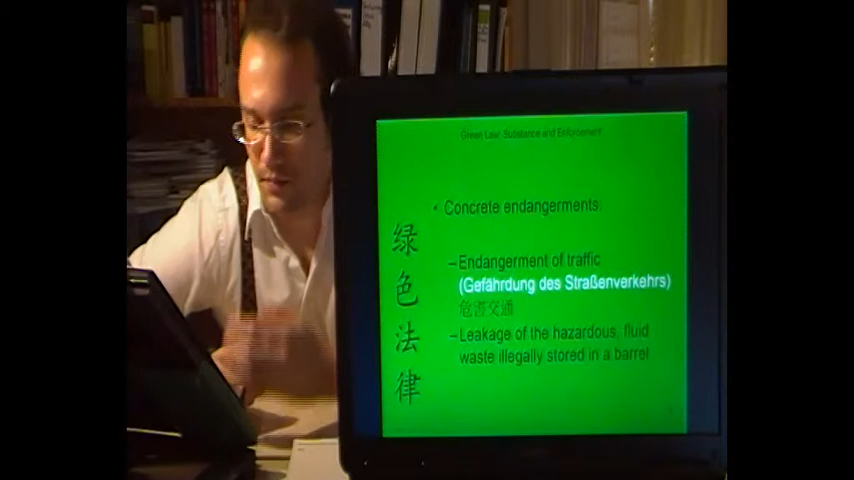 Green Law: Substance and Enforcement
• Concrete endangerments.
– Endangerment of traffic
(Gefährdung des Straßenverkehrs)
危害交通
– Leakage of the hazardous, fluid
waste illegally stored in a barrel
绿
色
法
律